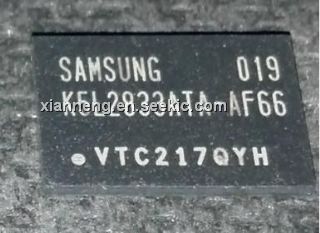 SAMSUNG 019
xianneng.en.seekic.com
K5L2833ATA-AF66
VTC217QYH